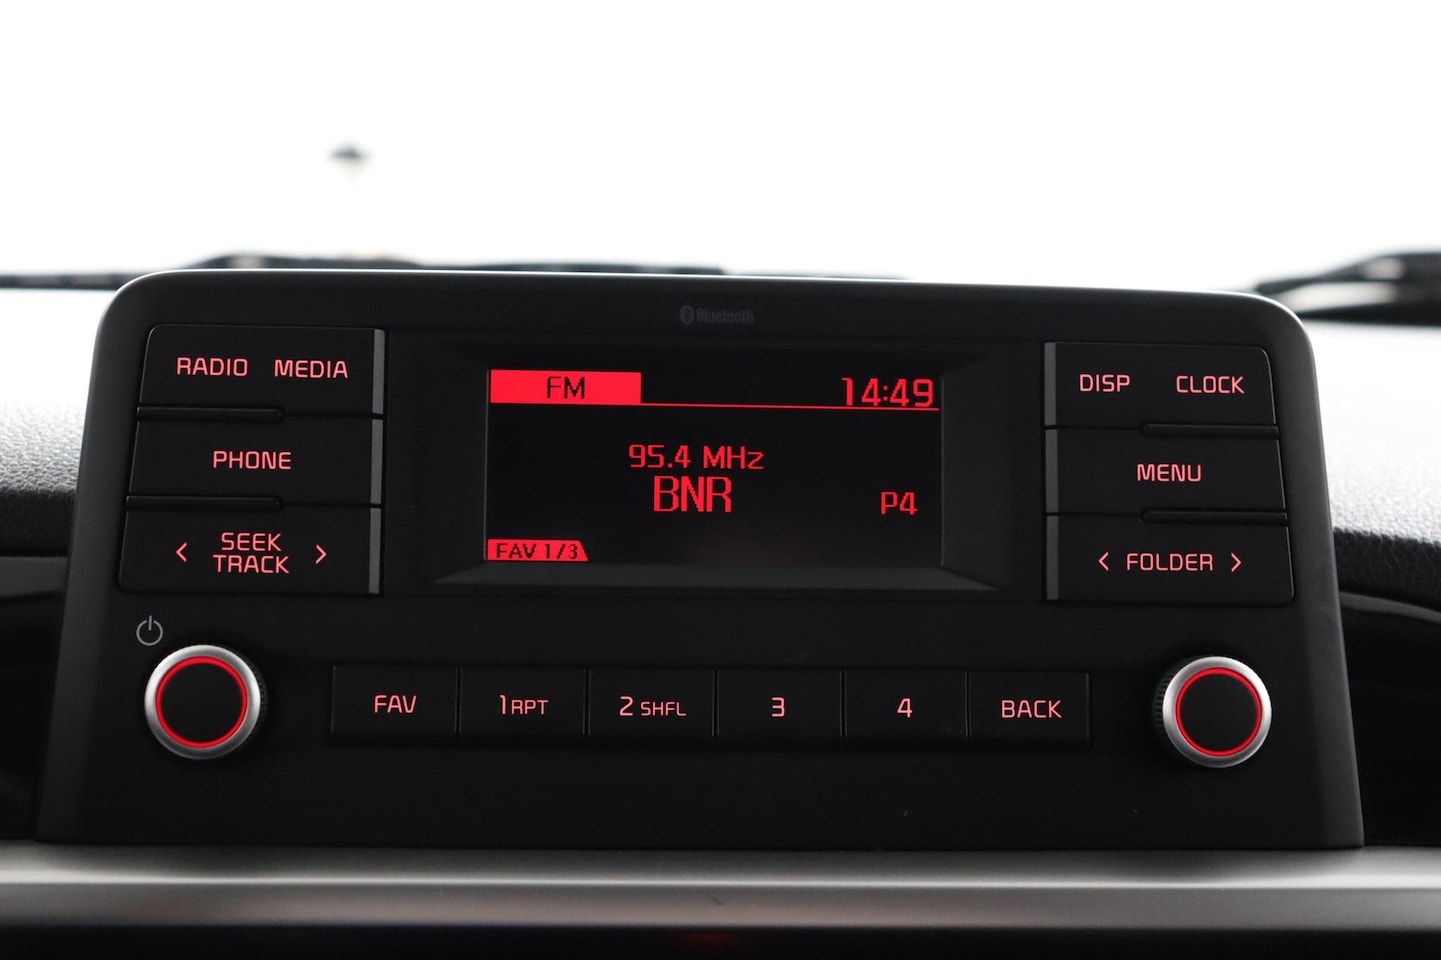 Bluetooth
RADIO MEDIA
PHONE
< SEEK TRACK >
FM 14:49
95.4 MHz
BNR P4
FAV 1/3
DISP CLOCK
MENU
< FOLDER >
FAV 1 RPT 2 SHFL 3 4 BACK